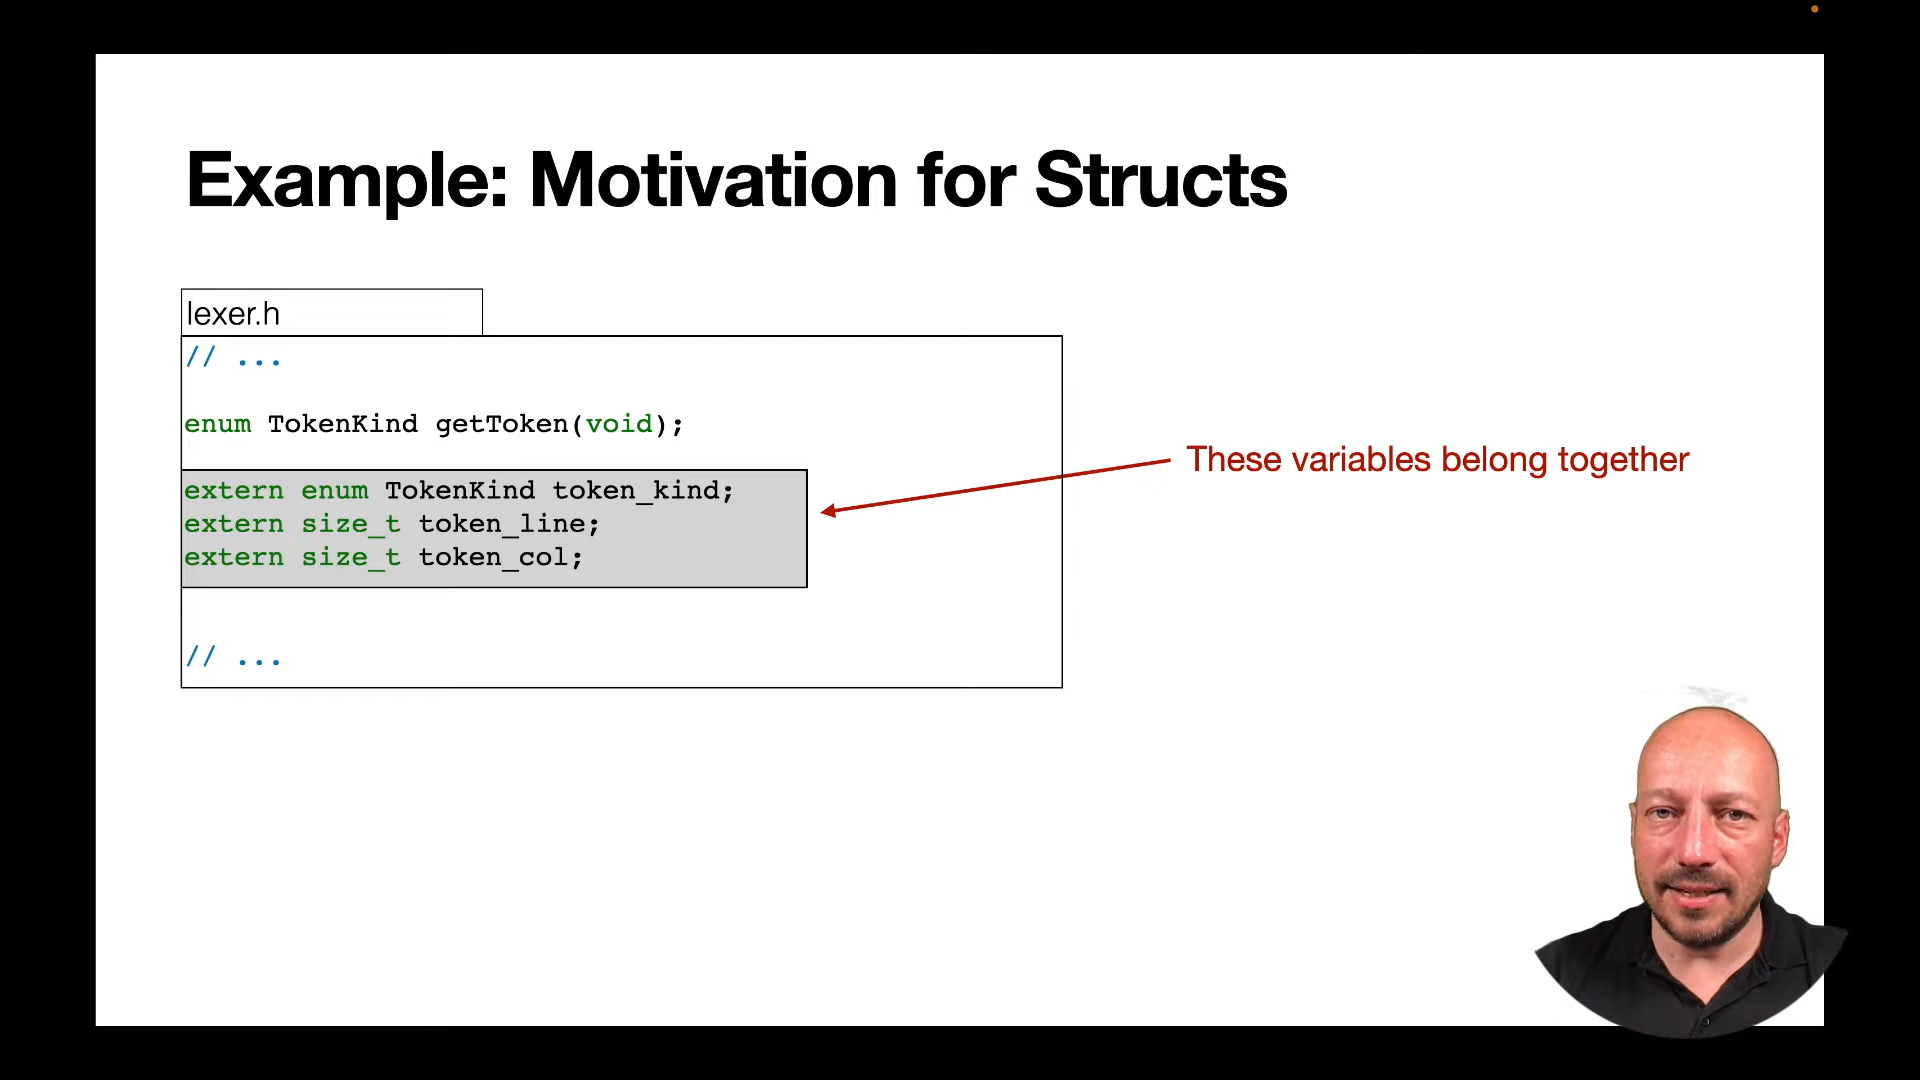 Example: Motivation for Structs
lexer.h
// ...
enum TokenKind getToken(void);
extern enum TokenKind token_kind;
extern size_t token_line;
extern size_t token_col;
// ...
These variables belong together